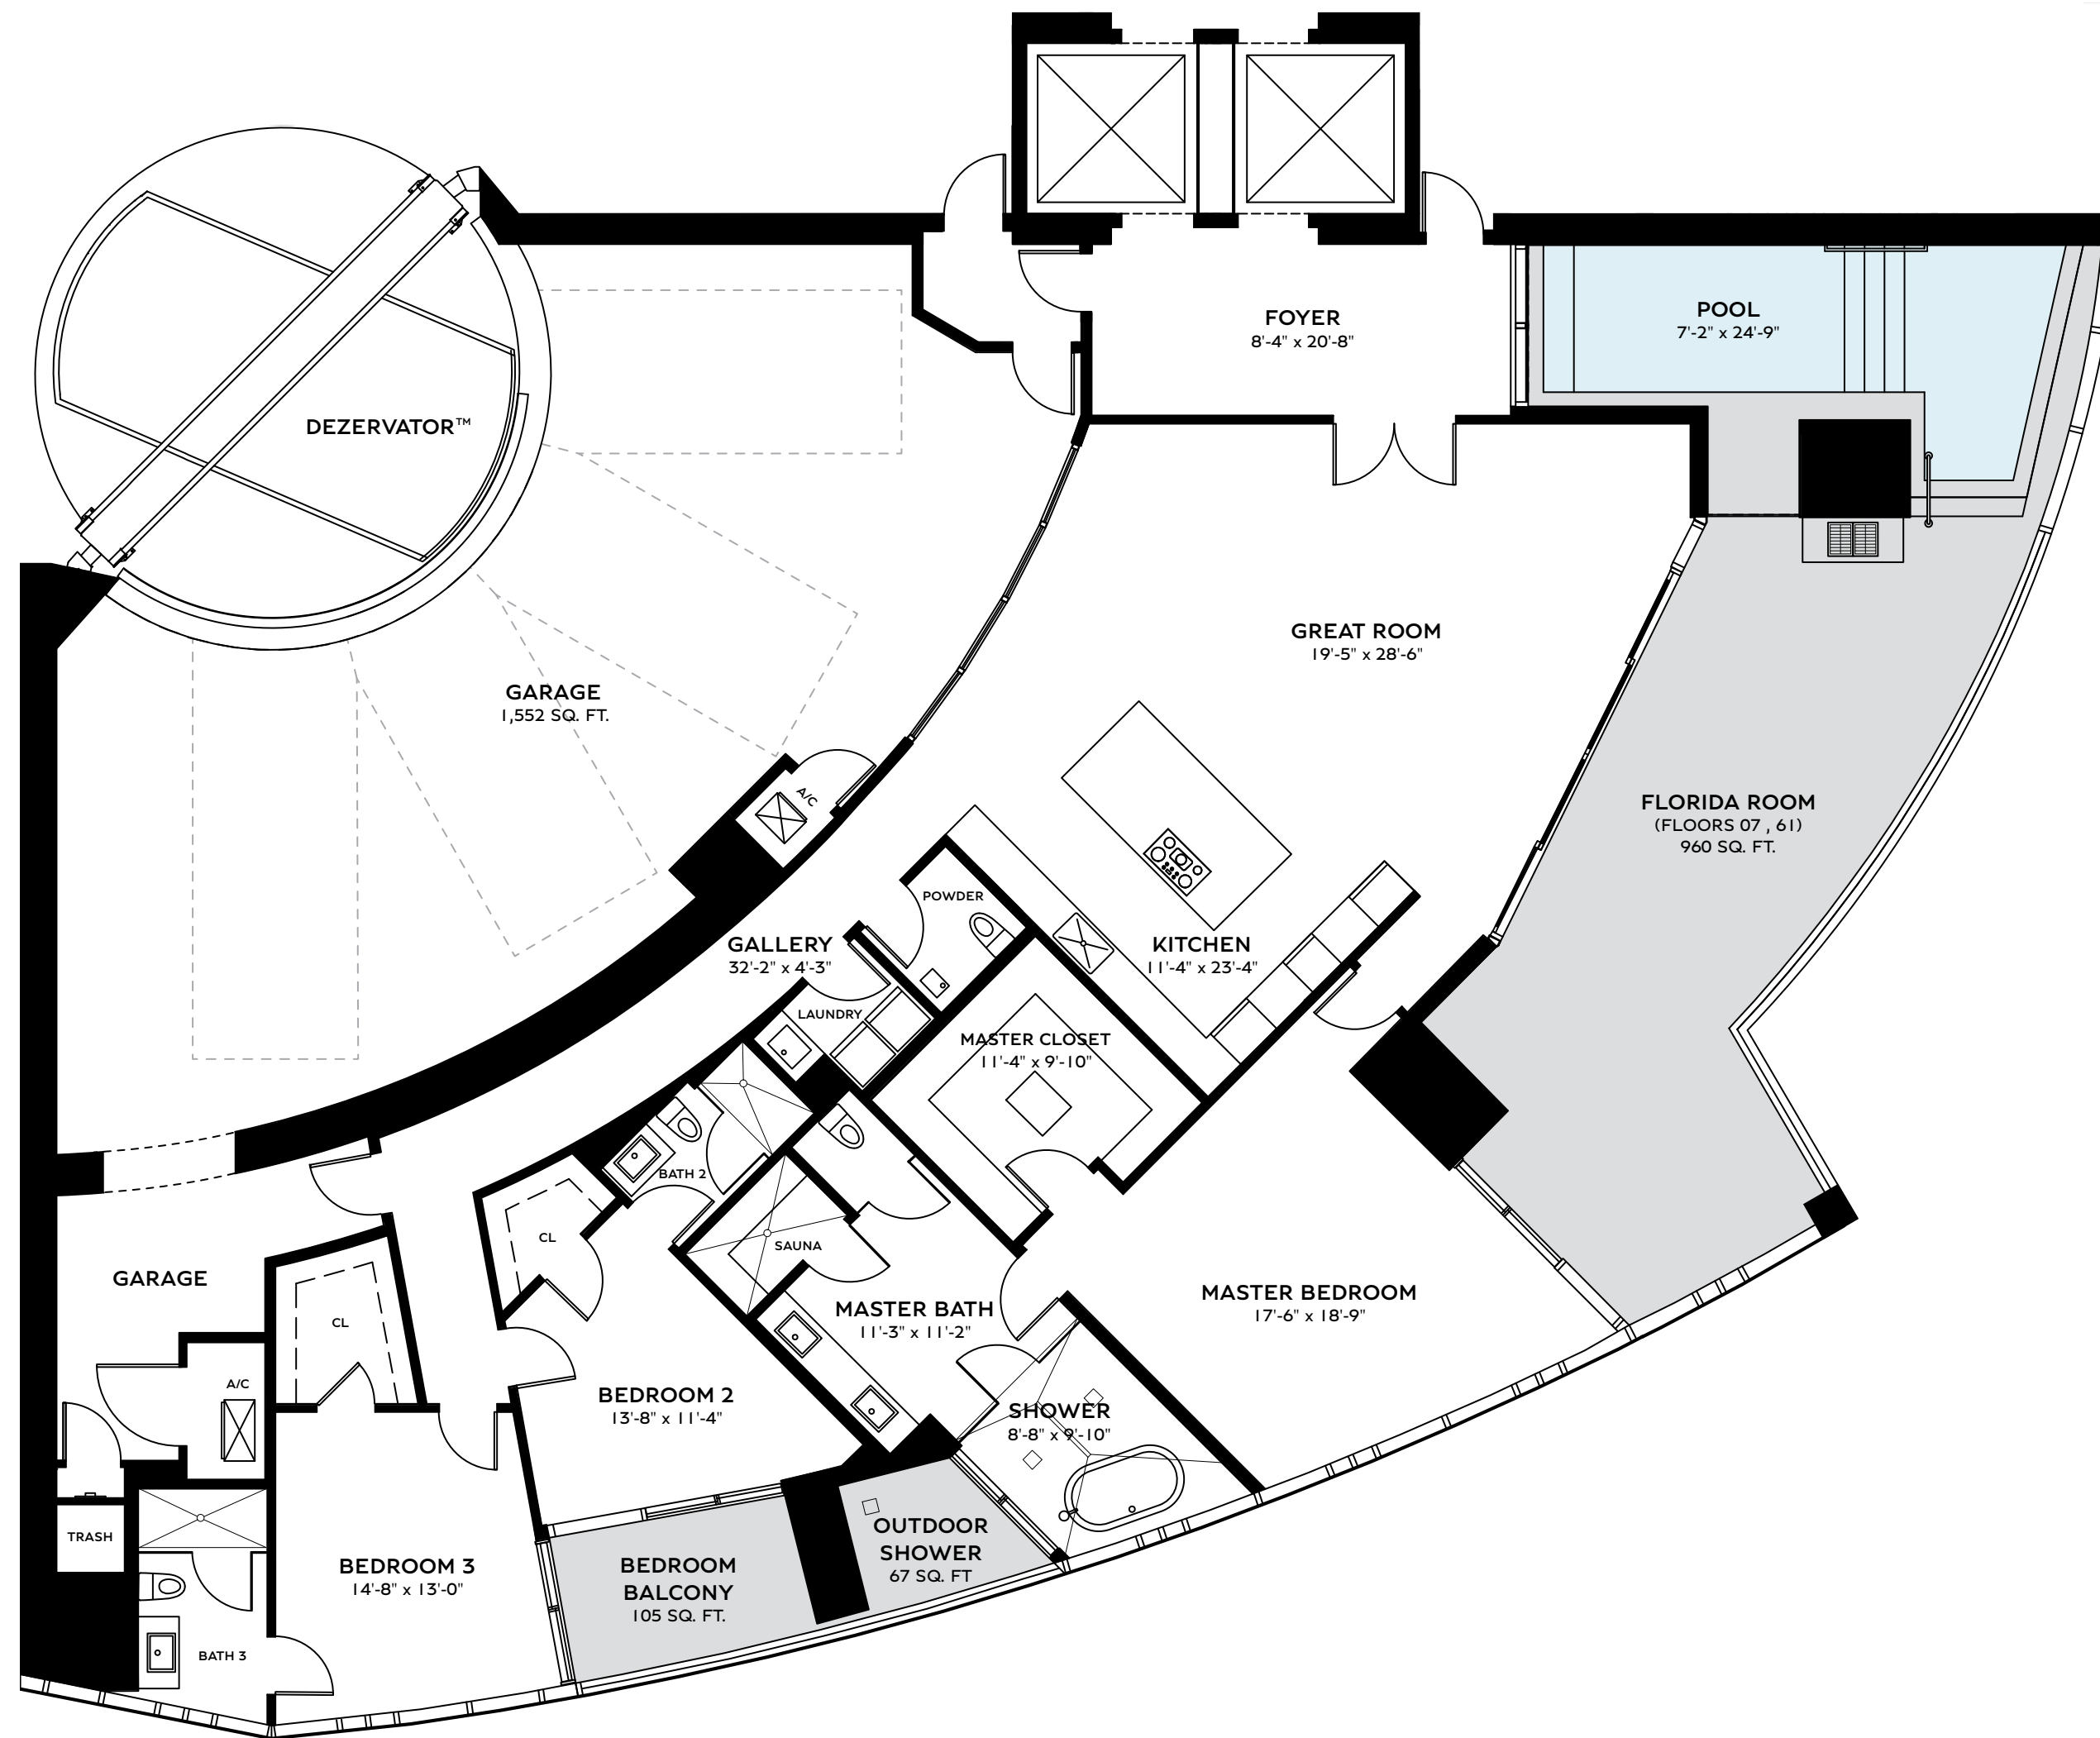 POOL
7'-2" x 24'-9"
FOYER
8'-4" x 20'-8"
DEZERVATOR™
GREAT ROOM
19'-5" x 28'-6"
GARAGE
1,552 SQ. FT.
A/C
FLORIDA ROOM
(FLOORS 07 , 61)
960 SQ. FT.
POWDER
GALLERY
32'-2" x 4'-3"
KITCHEN
11'-4" x 23'-4"
LAUNDRY
MASTER CLOSET
11'-4" x 9'-10"
BATH 2
CL
SAUNA
GARAGE
CL
MASTER BATH
11'-3" x 11'-2"
MASTER BEDROOM
17'-6" x 18'-9"
A/C
BEDROOM 2
13'-8" x 11'-4"
SHOWER
8'-8" x 9'-10"
TRASH
OUTDOOR
SHOWER
67 SQ. FT
BEDROOM 3
14'-8" x 13'-0"
BEDROOM
BALCONY
105 SQ. FT.
BATH 3